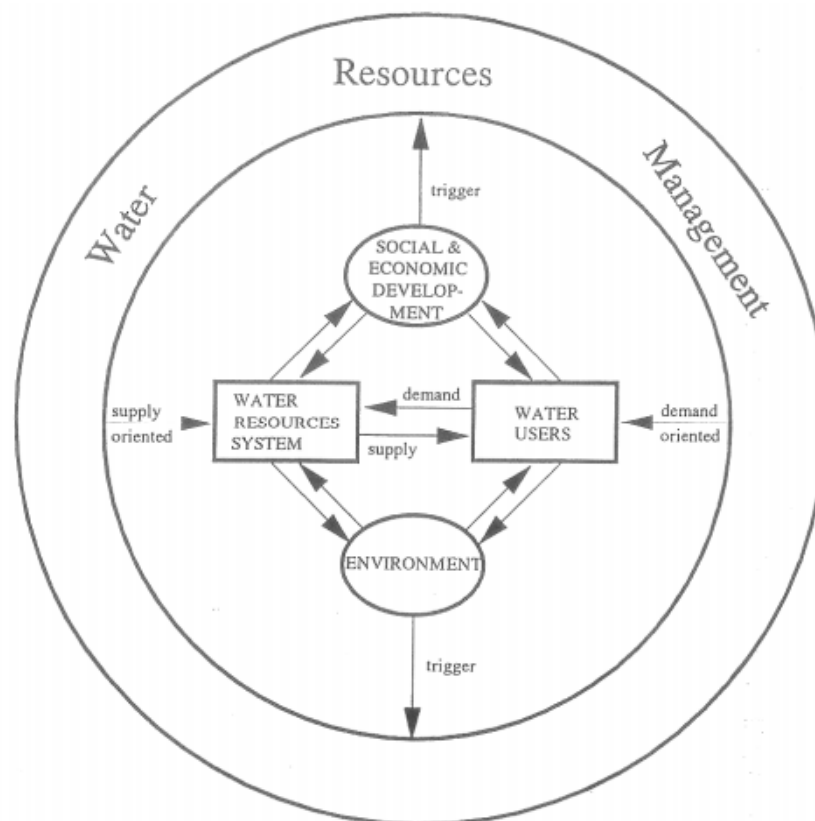 Resources
Water
Management
trigger
SOCIAL &
ECONOMIC
DEVELOP-
MENT
supply
oriented
WATER
RESOURCES
SYSTEM
demand
supply
WATER
USERS
demand
oriented
ENVIRONMENT
trigger